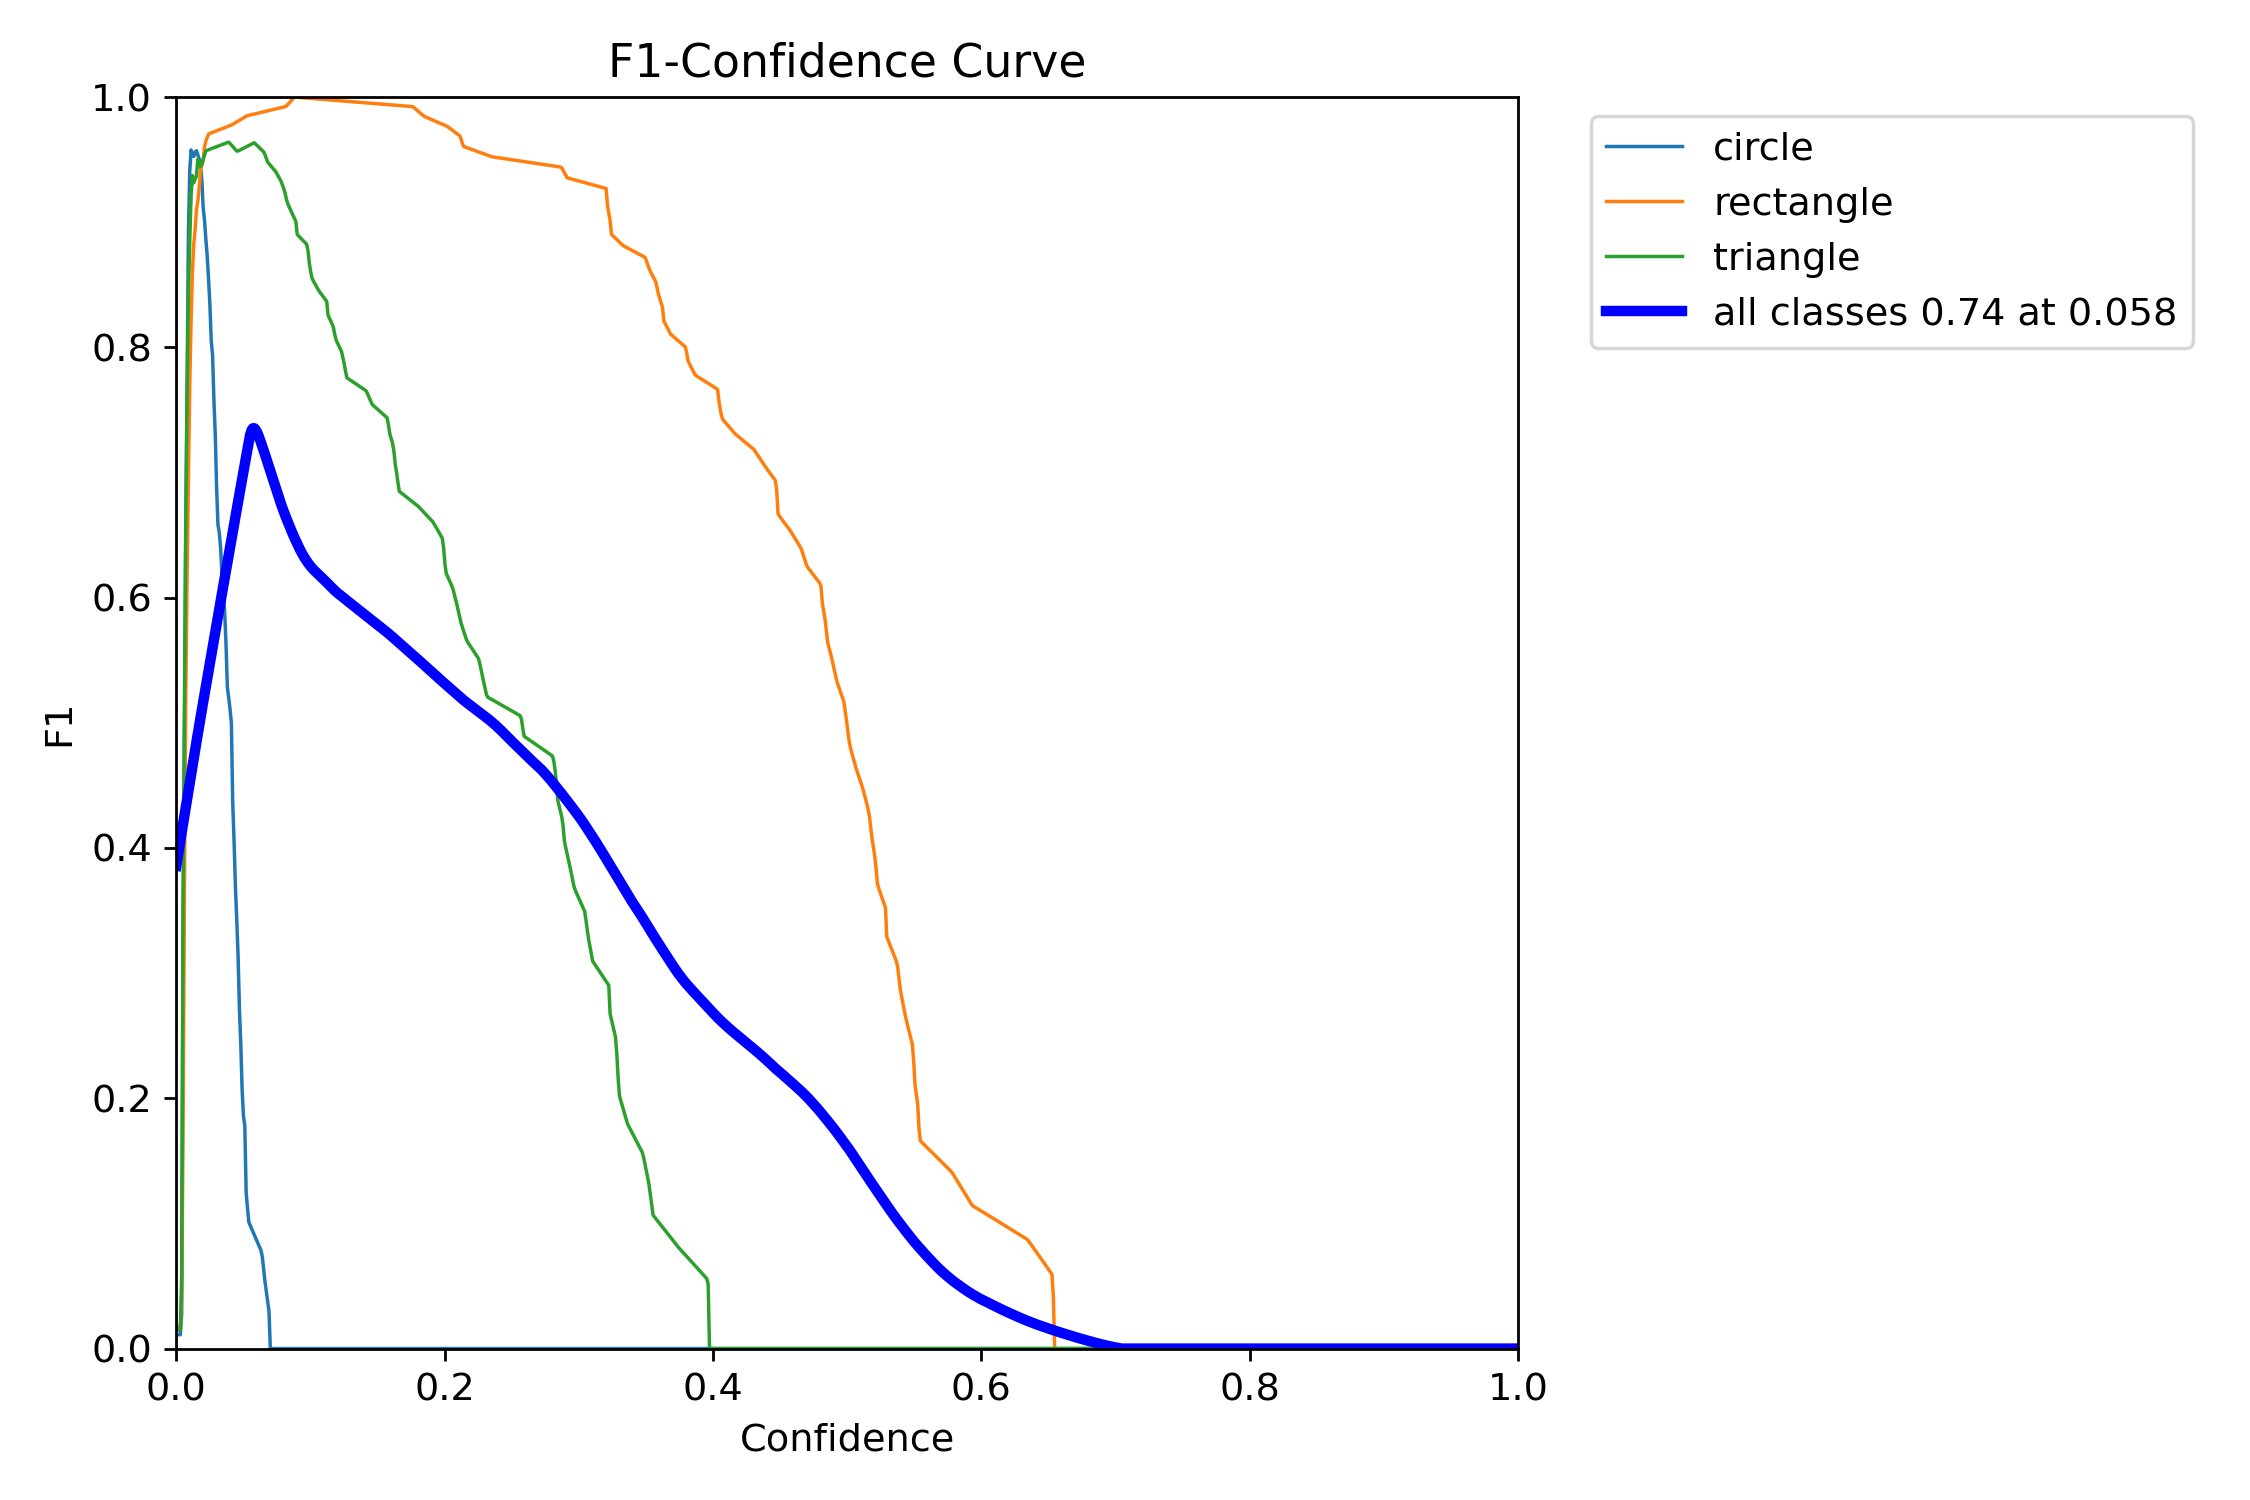 F1-Confidence Curve
1.0
0.8
0.6
0.4
0.2
0.0
F1
0.0 0.2 0.4 0.6 0.8 1.0
Confidence
circle
rectangle
triangle
all classes 0.74 at 0.058